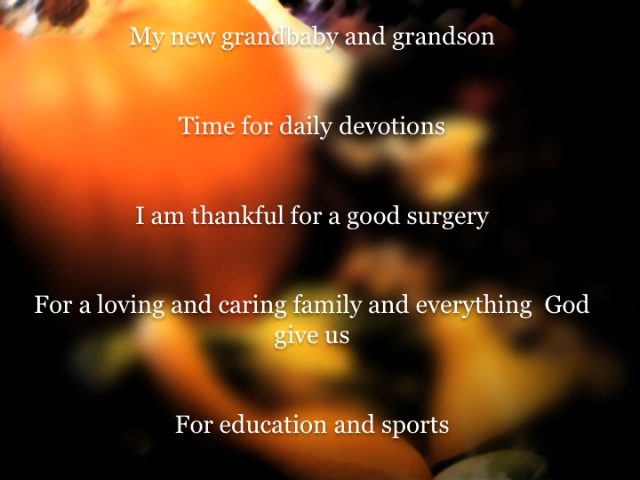 My new grandbaby and grandson
Time for daily devotions
I am thankful for a good surgery
For a loving and caring family and everything  God
give us
For education and sports